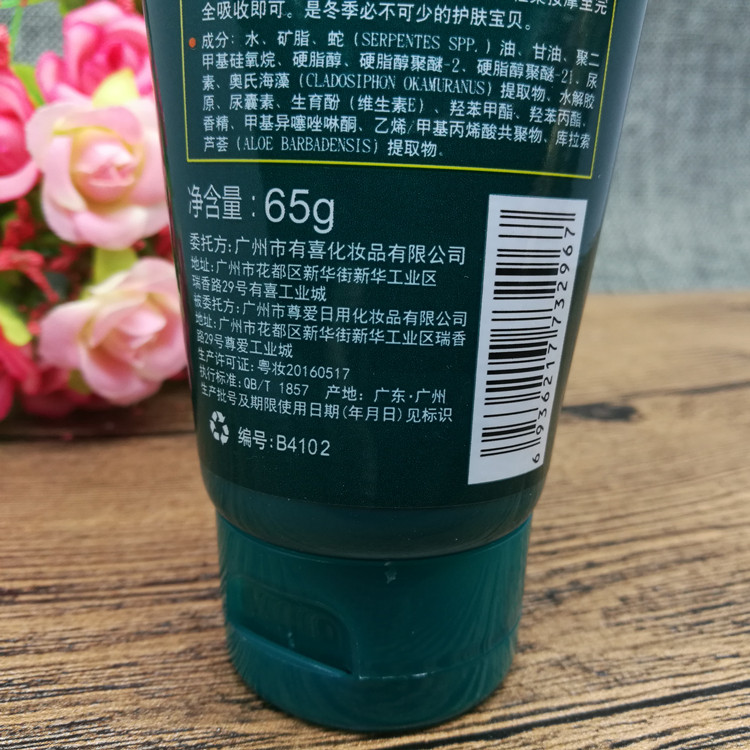 全吸收即可。是冬季必不可少的护肤宝贝。
成分：水、矿脂、蛇（SERPENTES SPP.）油、甘油、聚二
甲基硅氧烷、硬脂醇、硬脂醇聚醚-2、硬脂醇聚醚-21、尿
素、奥氏海藻（CLADOSIPHON OKAMURANUS）提取物、水解胶
原、尿囊素、生育酚（维生素E）、羟苯甲酯、羟苯丙酯、
香精、甲基异噻唑啉酮、乙烯/甲基丙烯酸共聚物、库拉索
芦荟（ALOE BARBADENSIS）提取物。
净含量：65g
委托方：广州市有喜化妆品有限公司
地址：广州市花都区新华街新华工业区
瑞香路29号有喜工业城
被委托方：广州市尊爱日用化妆品有限公司
地址：广州市花都区新华街新华工业区瑞香
路29号尊爱工业城
生产许可证：粤妆20160517
执行标准：QB/T 1857 产地：广东·广州
生产批号及期限使用日期(年月日)见标识
编号：B4102
6936217732967